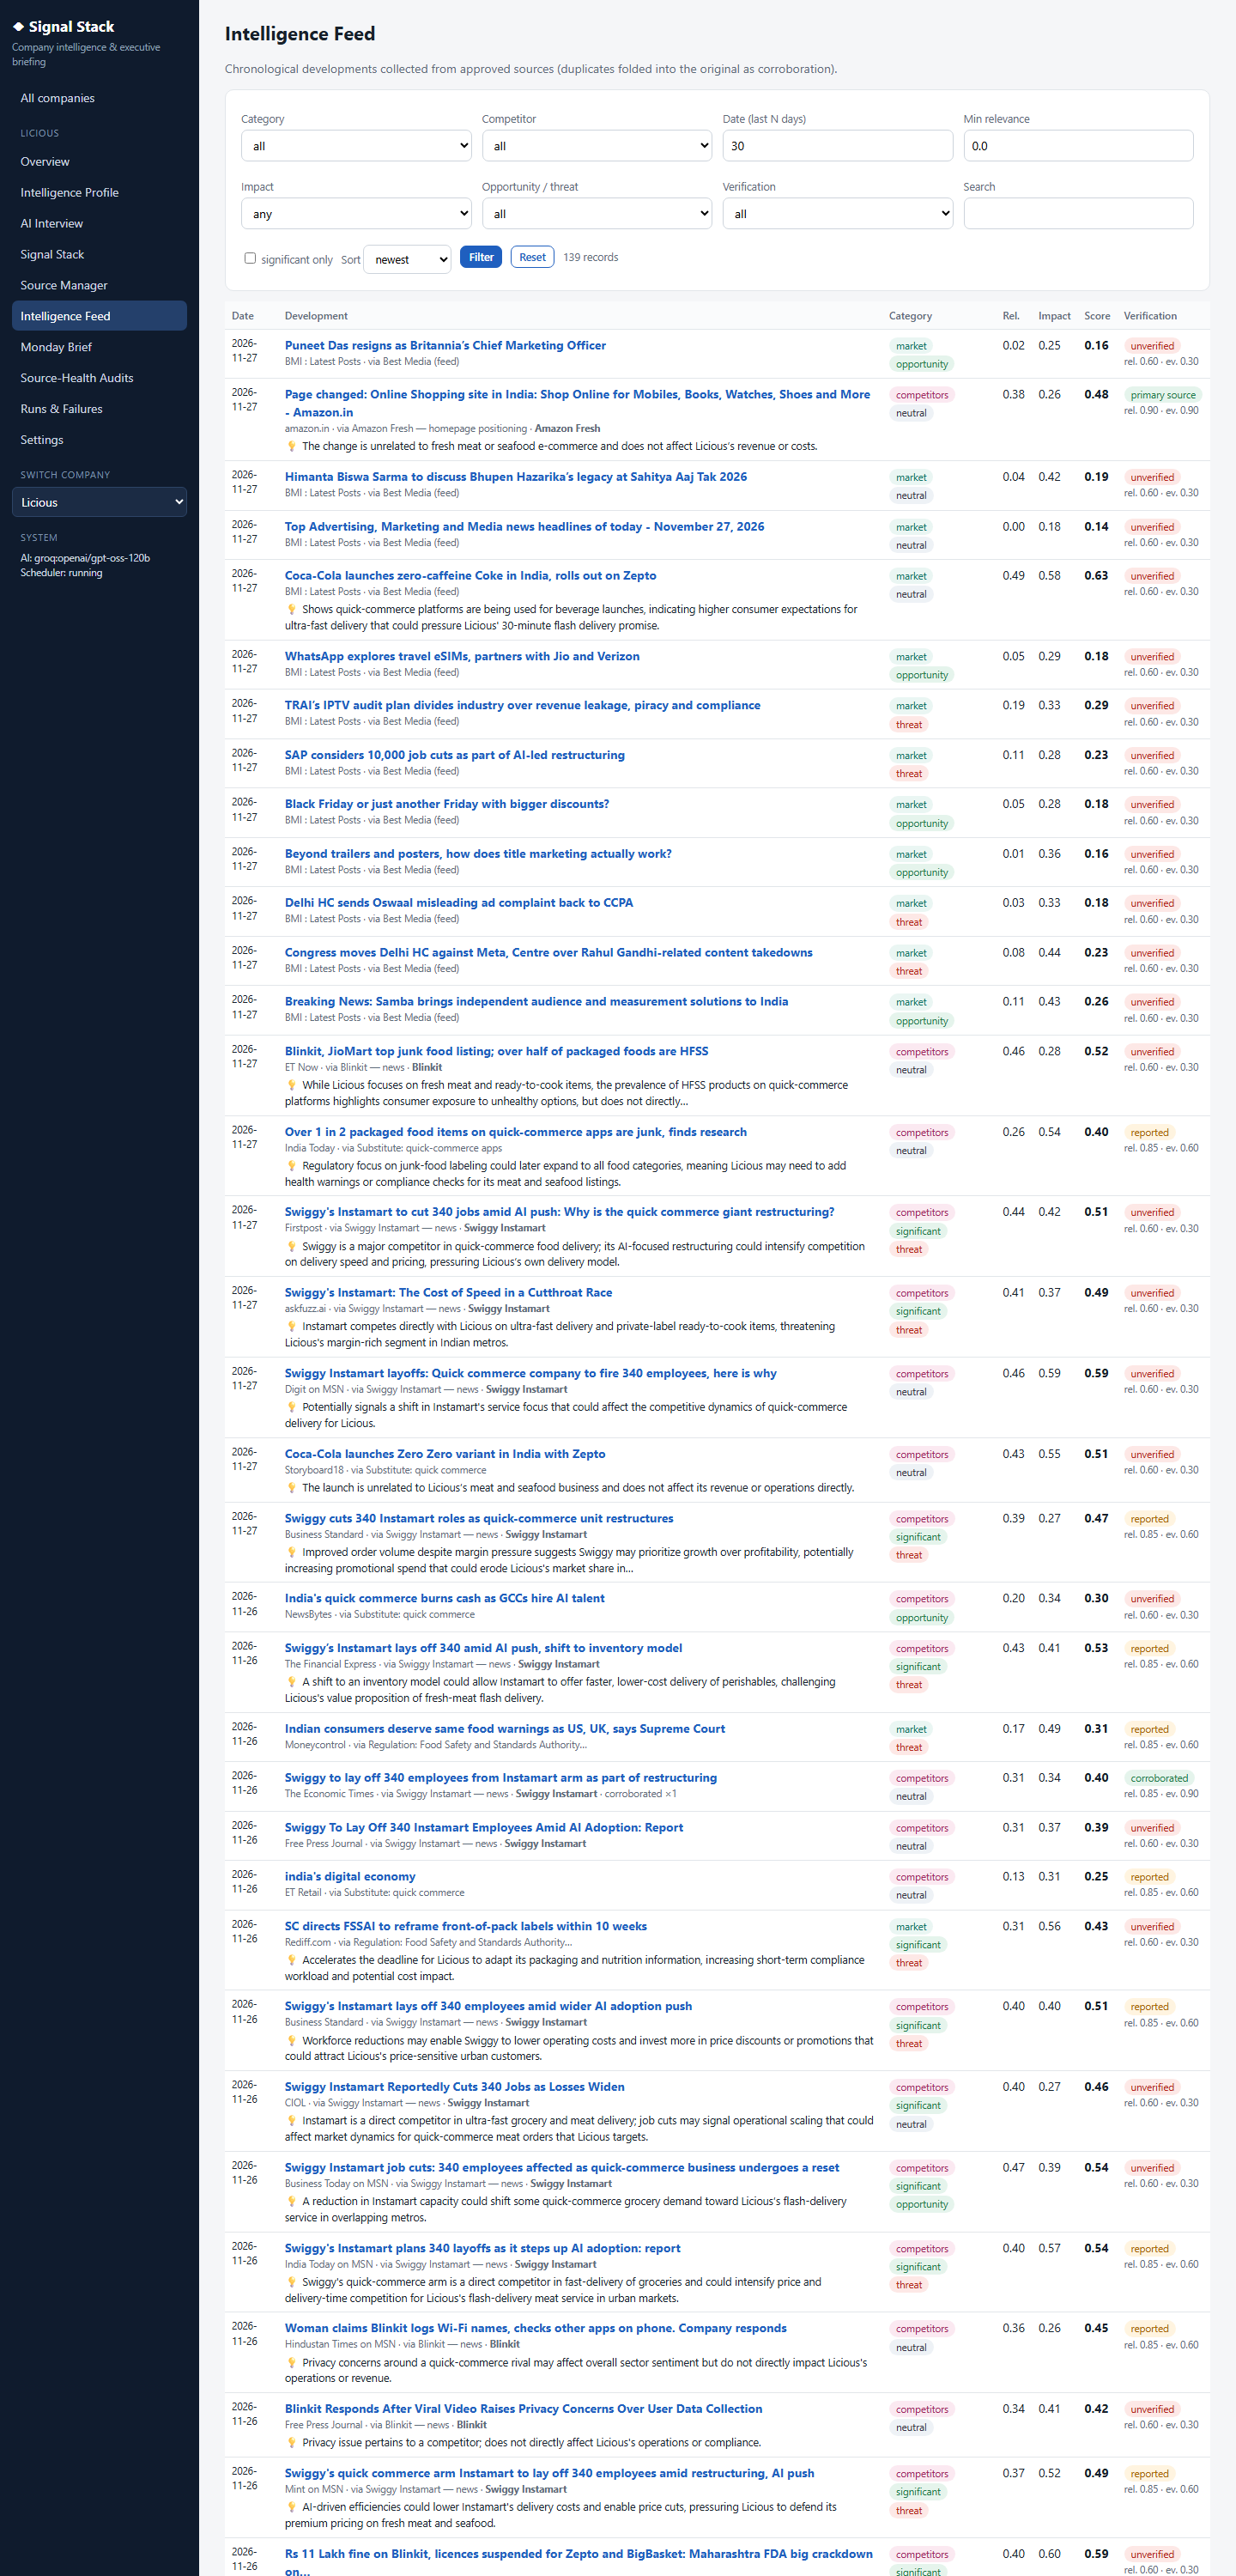 ❖ Signal Stack
Company intelligence & executive
briefing
All companies
LICIOUS
Overview
Intelligence Profile
AI Interview
Signal Stack
Source Manager
Intelligence Feed
Monday Brief
Source-Health Audits
Runs & Failures
Settings
SWITCH COMPANY
Licious
SYSTEM
AI: groq:openai/gpt-oss-120b
Scheduler: running
Intelligence Feed
Chronological developments collected from approved sources (duplicates folded into the original as corroboration).
Category Competitor Date (last N days) Min relevance
all all 30 0.0
Impact Opportunity / threat Verification Search
any all all
significant only Sort newest Filter Reset 139 records
Date Development Category Rel. Impact Score Verification
2026- Puneet Das resigns as Britannia's Chief Marketing Officer market 0.02 0.25 0.16 unverified
11-27 BMI : Latest Posts · via Best Media (feed) opportunity rel. 0.60 · ev. 0.30
2026- Page changed: Online Shopping site in India: Shop Online for Mobiles, Books, Watches, Shoes and More competitors 0.38 0.26 0.48 primary source
11-27 - Amazon.in neutral rel. 0.90 · ev. 0.90
amazon.in · via Amazon Fresh — homepage positioning · Amazon Fresh
💡 The change is unrelated to fresh meat or seafood e-commerce and does not affect Licious's revenue or costs.
2026- Himanta Biswa Sarma to discuss Bhupen Hazarika's legacy at Sahitya Aaj Tak 2026 market 0.04 0.42 0.19 unverified
11-27 BMI : Latest Posts · via Best Media (feed) neutral rel. 0.60 · ev. 0.30
2026- Top Advertising, Marketing and Media news headlines of today - November 27, 2026 market 0.00 0.18 0.14 unverified
11-27 BMI : Latest Posts · via Best Media (feed) neutral rel. 0.60 · ev. 0.30
2026- Coca-Cola launches zero-caffeine Coke in India, rolls out on Zepto market 0.49 0.58 0.63 unverified
11-27 BMI : Latest Posts · via Best Media (feed) neutral rel. 0.60 · ev. 0.30
💡 Shows quick-commerce platforms are being used for beverage launches, indicating higher consumer expectations for
ultra-fast delivery that could pressure Licious' 30-minute flash delivery promise.
2026- WhatsApp explores travel eSIMs, partners with Jio and Verizon market 0.05 0.29 0.18 unverified
11-27 BMI : Latest Posts · via Best Media (feed) opportunity rel. 0.60 · ev. 0.30
2026- TRAI's IPTV audit plan divides industry over revenue leakage, piracy and compliance market 0.19 0.33 0.29 unverified
11-27 BMI : Latest Posts · via Best Media (feed) threat rel. 0.60 · ev. 0.30
2026- SAP considers 10,000 job cuts as part of AI-led restructuring market 0.11 0.28 0.23 unverified
11-27 BMI : Latest Posts · via Best Media (feed) threat rel. 0.60 · ev. 0.30
2026- Black Friday or just another Friday with bigger discounts? market 0.05 0.28 0.18 unverified
11-27 BMI : Latest Posts · via Best Media (feed) opportunity rel. 0.60 · ev. 0.30
2026- Beyond trailers and posters, how does title marketing actually work? market 0.01 0.36 0.16 unverified
11-27 BMI : Latest Posts · via Best Media (feed) opportunity rel. 0.60 · ev. 0.30
2026- Delhi HC sends Oswaal misleading ad complaint back to CCPA market 0.03 0.33 0.18 unverified
11-27 BMI : Latest Posts · via Best Media (feed) threat rel. 0.60 · ev. 0.30
2026- Congress moves Delhi HC against Meta, Centre over Rahul Gandhi-related content takedowns market 0.08 0.44 0.23 unverified
11-27 BMI : Latest Posts · via Best Media (feed) threat rel. 0.60 · ev. 0.30
2026- Breaking News: Samba brings independent audience and measurement solutions to India market 0.11 0.43 0.26 unverified
11-27 BMI : Latest Posts · via Best Media (feed) opportunity rel. 0.60 · ev. 0.30
2026- Blinkit, JioMart top junk food listing; over half of packaged foods are HFSS competitors 0.46 0.28 0.52 unverified
11-27 ET Now · via Blinkit — news · Blinkit neutral rel. 0.60 · ev. 0.30
💡 While Licious focuses on fresh meat and ready-to-cook items, the prevalence of HFSS products on quick-commerce
platforms highlights consumer exposure to unhealthy options, but does not directly...
2026- Over 1 in 2 packaged food items on quick-commerce apps are junk, finds research competitors 0.26 0.54 0.40 reported
11-27 India Today · via Substitute: quick-commerce apps neutral rel. 0.85 · ev. 0.60
💡 Regulatory focus on junk-food labeling could later expand to all food categories, meaning Licious may need to add
health warnings or compliance checks for its meat and seafood listings.
2026- Swiggy's Instamart to cut 340 jobs amid AI push: Why is the quick commerce giant restructuring? competitors 0.44 0.42 0.51 unverified
11-27 Firstpost · via Swiggy Instamart — news · Swiggy Instamart significant rel. 0.60 · ev. 0.30
💡 Swiggy is a major competitor in quick-commerce food delivery; its AI-focused restructuring could intensify competition threat
on delivery speed and pricing, pressuring Licious's own delivery model.
2026- Swiggy's Instamart: The Cost of Speed in a Cutthroat Race competitors 0.41 0.37 0.49 unverified
11-27 askfuzz.ai · via Swiggy Instamart — news · Swiggy Instamart significant rel. 0.60 · ev. 0.30
💡 Instamart competes directly with Licious on ultra-fast delivery and private-label ready-to-cook items, threatening threat
Licious's margin-rich segment in Indian metros.
2026- Swiggy Instamart layoffs: Quick commerce company to fire 340 employees, here is why competitors 0.46 0.59 0.59 unverified
11-27 Digit on MSN · via Swiggy Instamart — news · Swiggy Instamart neutral rel. 0.60 · ev. 0.30
💡 Potentially signals a shift in Instamart's service focus that could affect the competitive dynamics of quick-commerce
delivery for Licious.
2026- Coca-Cola launches Zero Zero variant in India with Zepto competitors 0.43 0.55 0.51 unverified
11-27 Storyboard18 · via Substitute: quick commerce neutral rel. 0.60 · ev. 0.30
💡 The launch is unrelated to Licious's meat and seafood business and does not affect its revenue or operations directly.
2026- Swiggy cuts 340 Instamart roles as quick-commerce unit restructures competitors 0.39 0.27 0.47 reported
11-27 Business Standard · via Swiggy Instamart — news · Swiggy Instamart significant rel. 0.85 · ev. 0.60
💡 Improved order volume despite margin pressure suggests Swiggy may prioritize growth over profitability, potentially threat
increasing promotional spend that could erode Licious's market share in...
2026- India's quick commerce burns cash as GCCs hire AI talent competitors 0.20 0.34 0.30 unverified
11-26 NewsBytes · via Substitute: quick commerce opportunity rel. 0.60 · ev. 0.30
2026- Swiggy's Instamart lays off 340 amid AI push, shift to inventory model competitors 0.43 0.41 0.53 reported
11-26 The Financial Express · via Swiggy Instamart — news · Swiggy Instamart significant rel. 0.85 · ev. 0.60
💡 A shift to an inventory model could allow Instamart to offer faster, lower-cost delivery of perishables, challenging threat
Licious's value proposition of fresh-meat flash delivery.
2026- Indian consumers deserve same food warnings as US, UK, says Supreme Court market 0.17 0.49 0.31 reported
11-26 Moneycontrol · via Regulation: Food Safety and Standards Authority... threat rel. 0.85 · ev. 0.60
2026- Swiggy to lay off 340 employees from Instamart arm as part of restructuring competitors 0.31 0.34 0.40 corroborated
11-26 The Economic Times · via Swiggy Instamart — news · Swiggy Instamart · corroborated ×1 neutral rel. 0.85 · ev. 0.90
2026- Swiggy To Lay Off 340 Instamart Employees Amid AI Adoption: Report competitors 0.31 0.37 0.39 unverified
11-26 Free Press Journal · via Swiggy Instamart — news · Swiggy Instamart neutral rel. 0.60 · ev. 0.30
2026- india's digital economy competitors 0.13 0.31 0.25 reported
11-26 ET Retail · via Substitute: quick commerce neutral rel. 0.85 · ev. 0.60
2026- SC directs FSSAI to reframe front-of-pack labels within 10 weeks market 0.31 0.56 0.43 unverified
11-26 Rediff.com · via Regulation: Food Safety and Standards Authority... significant rel. 0.60 · ev. 0.30
💡 Accelerates the deadline for Licious to adapt its packaging and nutrition information, increasing short-term compliance threat
workload and potential cost impact.
2026- Swiggy's Instamart lays off 340 employees amid wider AI adoption push competitors 0.40 0.40 0.51 reported
11-26 Business Standard · via Swiggy Instamart — news · Swiggy Instamart significant rel. 0.85 · ev. 0.60
💡 Workforce reductions may enable Swiggy to lower operating costs and invest more in price discounts or promotions that threat
could attract Licious's price-sensitive urban customers.
2026- Swiggy Instamart Reportedly Cuts 340 Jobs as Losses Widen competitors 0.40 0.27 0.46 unverified
11-26 CIOL · via Swiggy Instamart — news · Swiggy Instamart significant rel. 0.60 · ev. 0.30
💡 Instamart is a direct competitor in ultra-fast grocery and meat delivery; job cuts may signal operational scaling that could neutral
affect market dynamics for quick-commerce meat orders that Licious targets.
2026- Swiggy Instamart job cuts: 340 employees affected as quick-commerce business undergoes a reset competitors 0.47 0.39 0.54 unverified
11-26 Business Today on MSN · via Swiggy Instamart — news · Swiggy Instamart significant rel. 0.60 · ev. 0.30
💡 A reduction in Instamart capacity could shift some quick-commerce grocery demand toward Licious's flash-delivery opportunity
service in overlapping metros.
2026- Swiggy's Instamart plans 340 layoffs as it steps up AI adoption: report competitors 0.40 0.57 0.54 reported
11-26 India Today on MSN · via Swiggy Instamart — news · Swiggy Instamart significant rel. 0.85 · ev. 0.60
💡 Swiggy's quick-commerce arm is a direct competitor in fast-delivery of groceries and could intensify price and threat
delivery-time competition for Licious's flash-delivery meat service in urban markets.
2026- Woman claims Blinkit logs Wi-Fi names, checks other apps on phone. Company responds competitors 0.36 0.26 0.45 reported
11-26 Hindustan Times on MSN · via Blinkit — news · Blinkit neutral rel. 0.85 · ev. 0.60
💡 Privacy concerns around a quick-commerce rival may affect overall sector sentiment but do not directly impact Licious's
operations or revenue.
2026- Blinkit Responds After Viral Video Raises Privacy Concerns Over User Data Collection competitors 0.34 0.41 0.42 unverified
11-26 Free Press Journal · via Blinkit — news · Blinkit neutral rel. 0.60 · ev. 0.30
💡 Privacy issue pertains to a competitor; does not directly affect Licious's operations or compliance.
2026- Swiggy's quick commerce arm Instamart to lay off 340 employees amid restructuring, AI push competitors 0.37 0.52 0.49 reported
11-26 Mint on MSN · via Swiggy Instamart — news · Swiggy Instamart significant rel. 0.85 · ev. 0.60
💡 AI-driven efficiencies could lower Instamart's delivery costs and enable price cuts, pressuring Licious to defend its threat
premium pricing on fresh meat and seafood.
2026- Rs 11 Lakh fine on Blinkit, licences suspended for Zepto and BigBasket: Maharashtra FDA big crackdown competitors 0.40 0.60 0.59 unverified
11-26 on... significant rel. 0.60 · ev. 0.30